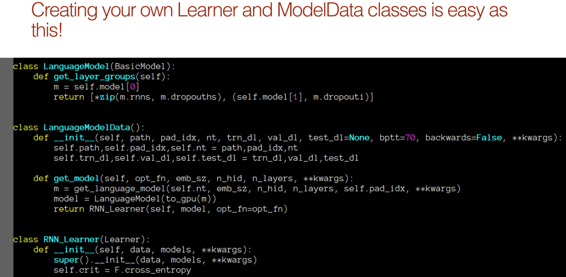 Creating your own Learner and ModelData classes is easy as
this!
class LanguageModel(BasicModel):
    def get_layer_groups(self):
        m = self.model[0]
        return [*zip(m.rnns, m.dropouths), (self.model[1], m.dropouti)]
class LanguageModelData():
    def __init__(self, path, pad_idx, nt, trn_dl, val_dl, test_dl=None, bptt=70, backwards=False, **kwargs):
        self.path,self.pad_idx,self.nt = path,pad_idx,nt
        self.trn_dl,self.val_dl,self.test_dl = trn_dl,val_dl,test_dl
    def get_model(self, opt_fn, emb_sz, n_hid, n_layers, **kwargs):
        m = get_language_model(self.nt, emb_sz, n_hid, n_layers, self.pad_idx, **kwargs)
        model = LanguageModel(to_gpu(m))
        return RNN_Learner(self, model, opt_fn=opt_fn)
class RNN_Learner(Learner):
    def __init__(self, data, models, **kwargs):
        super().__init__(data, models, **kwargs)
        self.crit = F.cross_entropy